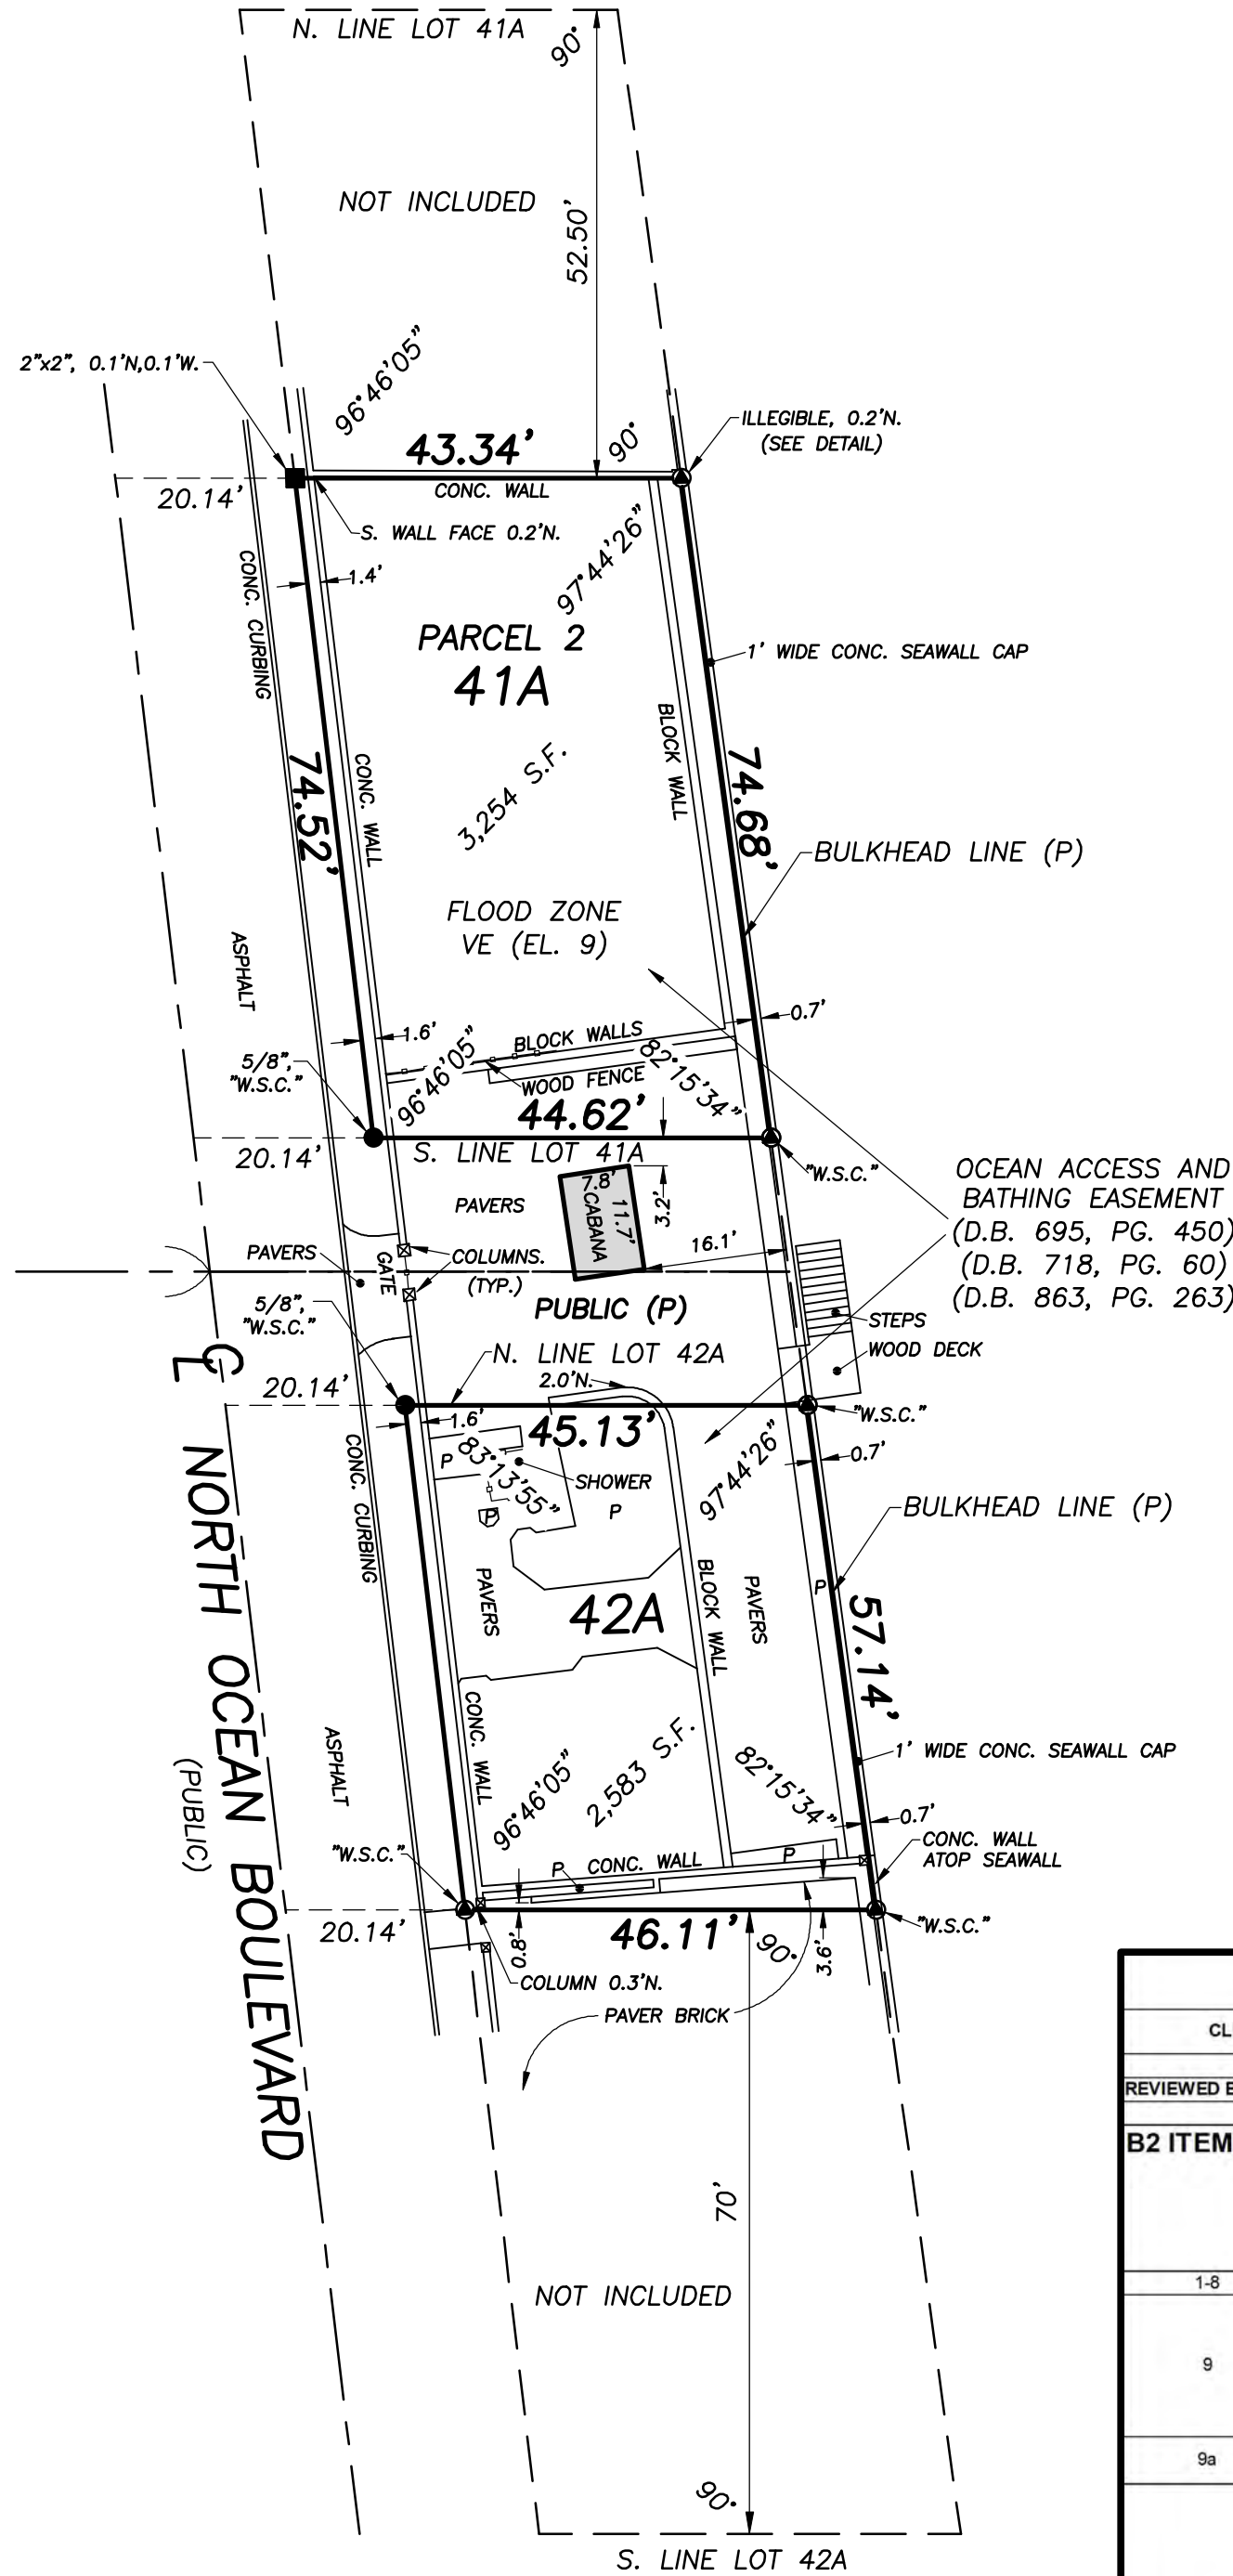 N. LINE LOT 41A
90°
NOT INCLUDED
52.50'
2"x2", 0.1'N,0.1'W.
96°46'05"
43.34'
90°
ILLEGIBLE, 0.2'N.
(SEE DETAIL)
20.14'
CONC. WALL
S. WALL FACE 0.2'N.
97°44'26"
CONC. CURBING
1.4'
PARCEL 2
41A
1' WIDE CONC. SEAWALL CAP
BLOCK WALL
74.52'
CONC. WALL
3,254 S.F.
74.68'
BULKHEAD LINE (P)
FLOOD ZONE
VE (EL. 9)
ASPHALT
0.7'
1.6'
BLOCK WALLS
5/8",
"W.S.C."
96°46'05"
WOOD FENCE
82°15'34"
44.62'
20.14'
S. LINE LOT 41A
"W.S.C."
OCEAN ACCESS AND
BATHING EASEMENT
(D.B. 695, PG. 450)
(D.B. 718, PG. 60)
(D.B. 863, PG. 263)
PAVERS
7.8'
11.7'
CABANA
3.2'
16.1'
PAVERS
GATE
COLUMNS.
(TYP.)
5/8",
"W.S.C."
PUBLIC (P)
STEPS
WOOD DECK
CL
N. LINE LOT 42A
20.14'
2.0'N.
45.13'
"W.S.C."
1.6'
0.7'
P
83°13'55"
SHOWER
97°44'26"
CONC. CURBING
P
P
BULKHEAD LINE (P)
NORTH OCEAN BOULEVARD
(PUBLIC)
PAVERS
42A
BLOCK WALL
PAVERS
P
57.14'
CONC. WALL
ASPHALT
96°46'05"
2,583 S.F.
82°15'34"
1' WIDE CONC. SEAWALL CAP
0.7'
"W.S.C."
P
CONC. WALL
P
CONC. WALL
ATOP SEAWALL
20.14'
0.8'
46.11'
90°
3.6'
"W.S.C."
COLUMN 0.3'N.
PAVER BRICK
70'
NOT INCLUDED
90°
S. LINE LOT 42A
CL
REVIEWED B
B2 ITEM
1-8
9
9a